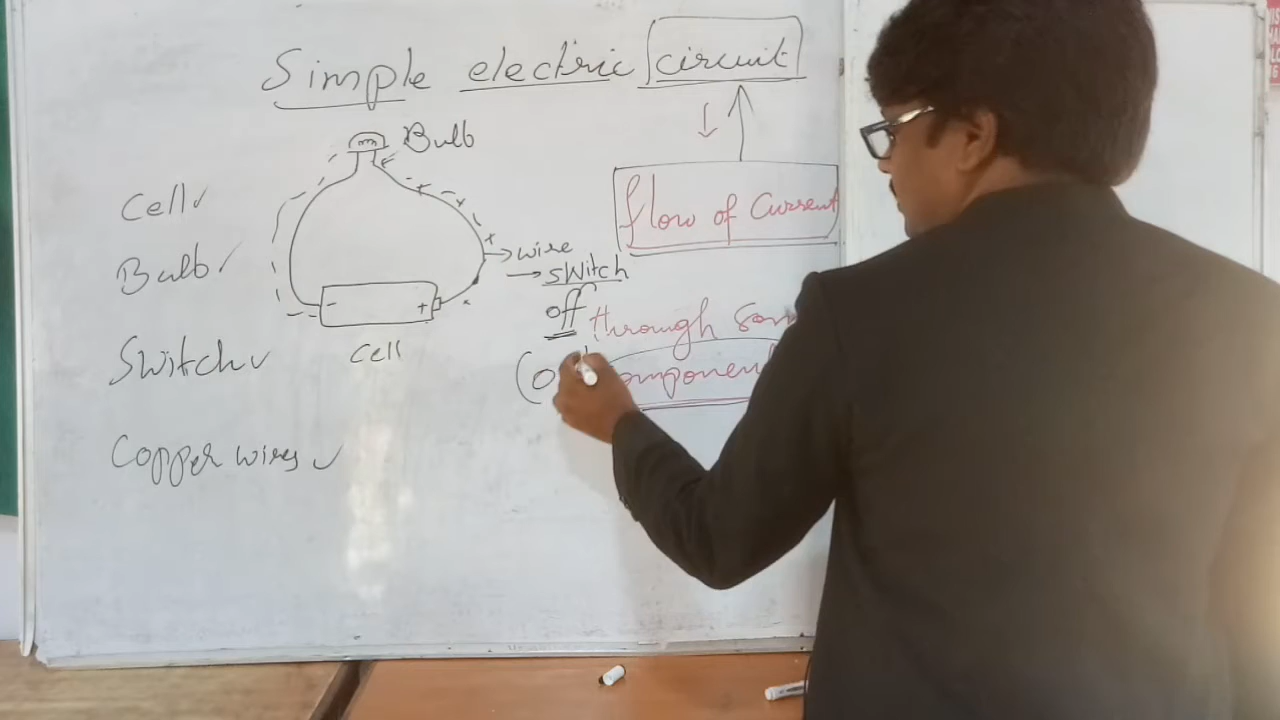 Simple electric circuit
Bulb
flow of Current
Cell
Bulb
wire
switch
off
through
- +
cell
Switch
Copper wires